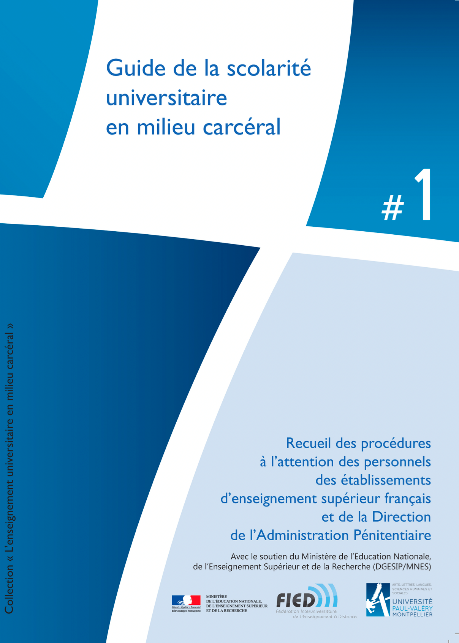 Guide de la scolarité
universitaire
en milieu carcéral
#1
Collection « L'enseignement universitaire en milieu carcéral »
Recueil des procédures
à l'attention des personnels
des établissements
d'enseignement supérieur français
et de la Direction
de l'Administration Pénitentiaire
Avec le soutien du Ministère de l'Education Nationale,
de l'Enseignement Supérieur et de la Recherche (DGESIP/MNES)
MINISTÈRE
DE L'ÉDUCATION NATIONALE,
DE L'ENSEIGNEMENT SUPÉRIEUR
ET DE LA RECHERCHE
FIED
UNIVERSITÉ
PAUL-VALÉRY
MONTPELLIER